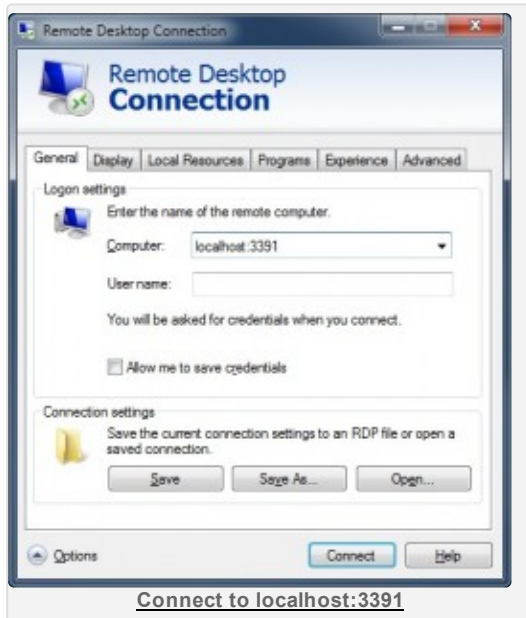 Remote Desktop Connection
Remote Desktop
Connection
General Display Local Resources Programs Experience Advanced
Logon settings
Enter the name of the remote computer.
Computer: localhost:3391
User name:
You will be asked for credentials when you connect.
Allow me to save credentials
Connection settings
Save the current connection settings to an RDP file or open a
saved connection.
Save Save As... Open...
Options Connect Help
Connect to localhost:3391